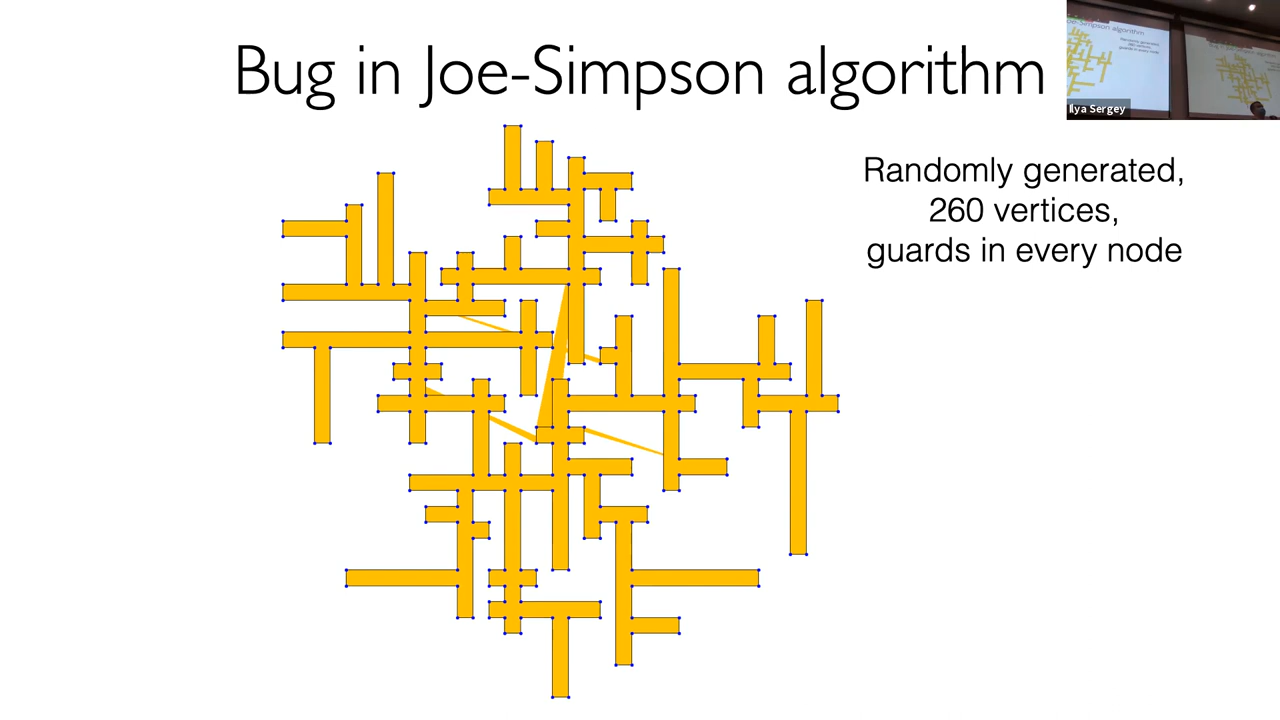 Bug in Joe-Simpson algorithm
Ilya Sergey
Randomly generated,
260 vertices,
guards in every node